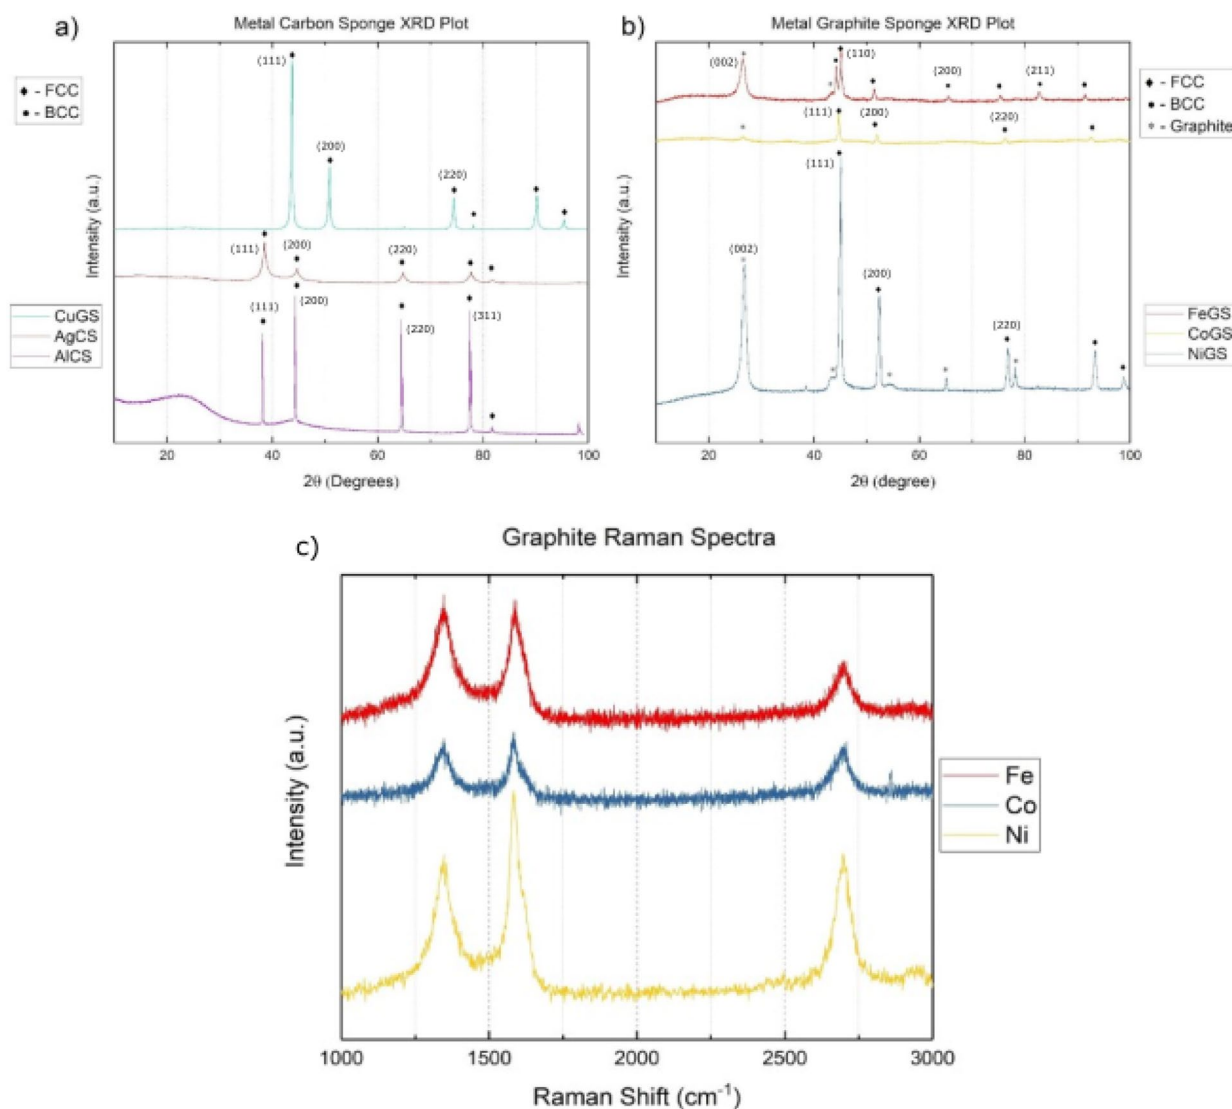 a)
Metal Carbon Sponge XRD Plot
♦ - FCC
● - BCC
(111)
(200)
(220)
(111)
(200)
(220)
(111)
(200)
(220)
(311)
CuGS
AgCS
AlCS
Intensity (a.u.)
20 40 60 80 100
2θ (Degrees)
b)
Metal Graphite Sponge XRD Plot
(002)
(110)
(200)
(211)
(111)
(200)
(220)
(111)
(002)
(200)
(220)
♦ - FCC
● - BCC
* - Graphite
FeGS
CoGS
NiGS
Intensity (a.u.)
20 40 60 80 100
2θ (degree)
c)
Graphite Raman Spectra
Intensity (a.u.)
Fe
Co
Ni
1000 1500 2000 2500 3000
Raman Shift (cm⁻¹)